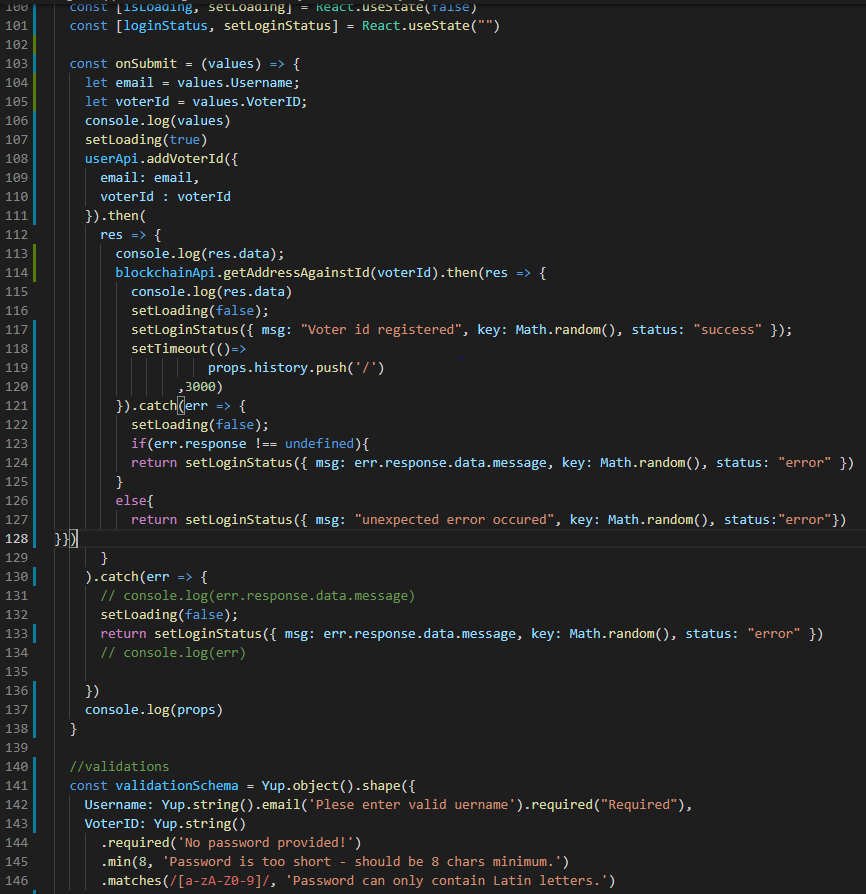 100 const [isLoading, setLoading] = React.useState(false)
101 const [loginStatus, setLoginStatus] = React.useState("")
102
103 const onSubmit = (values) => {
104 let email = values.Username;
105 let voterId = values.VoterID;
106 console.log(values)
107 setLoading(true)
108 userApi.addVoterId({
109 email: email,
110 voterId : voterId
111 }).then(
112 res => {
113 console.log(res.data);
114 blockchainApi.getAddressAgainstId(voterId).then(res => {
115 console.log(res.data)
116 setLoading(false);
117 setLoginStatus({ msg: "Voter id registered", key: Math.random(), status: "success" });
118 setTimeout(()=>
119 props.history.push('/')
120 ,3000)
121 }).catch(err => {
122 setLoading(false);
123 if(err.response !== undefined){
124 return setLoginStatus({ msg: err.response.data.message, key: Math.random(), status: "error" })
125 }
126 else{
127 return setLoginStatus({ msg: "unexpected error occured", key: Math.random(), status:"error"})
128 }})
129 }
130 ).catch(err => {
131 // console.log(err.response.data.message)
132 setLoading(false);
133 return setLoginStatus({ msg: err.response.data.message, key: Math.random(), status: "error" })
134 // console.log(err)
135
136 })
137 console.log(props)
138 }
139
140 //validations
141 const validationSchema = Yup.object().shape({
142 Username: Yup.string().email('Plese enter valid uername').required("Required"),
143 VoterID: Yup.string()
144 .required('No password provided!')
145 .min(8, 'Password is too short - should be 8 chars minimum.')
146 .matches(/[a-zA-Z0-9]/, 'Password can only contain Latin letters.')